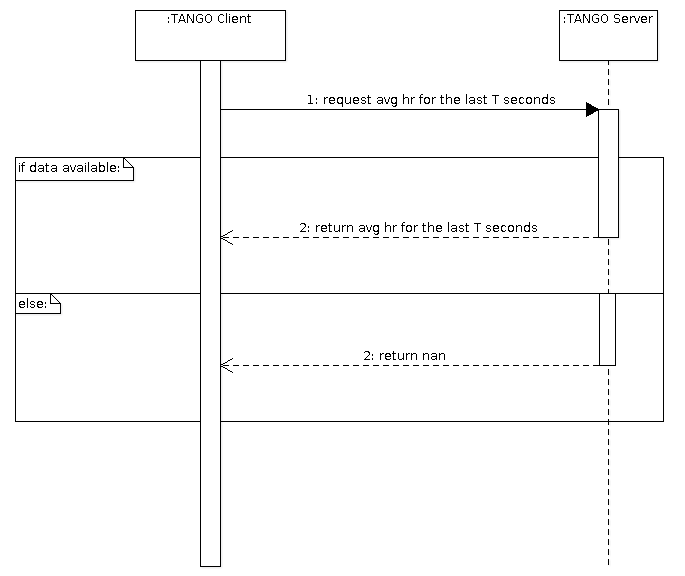 :TANGO Client
:TANGO Server
1: request avg hr for the last T seconds
if data available:
2: return avg hr for the last T seconds
else:
2: return nan